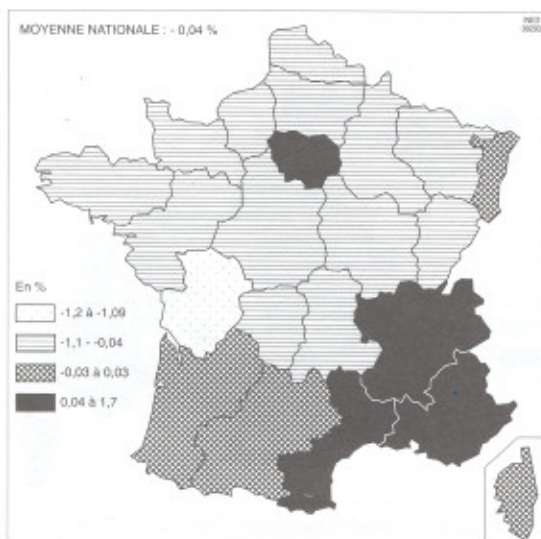 MOYENNE NATIONALE : - 0,04 %
En %
-1,2 à -1,09
-1,1 - -0,04
-0,03 à 0,03
0,04 à 1,7